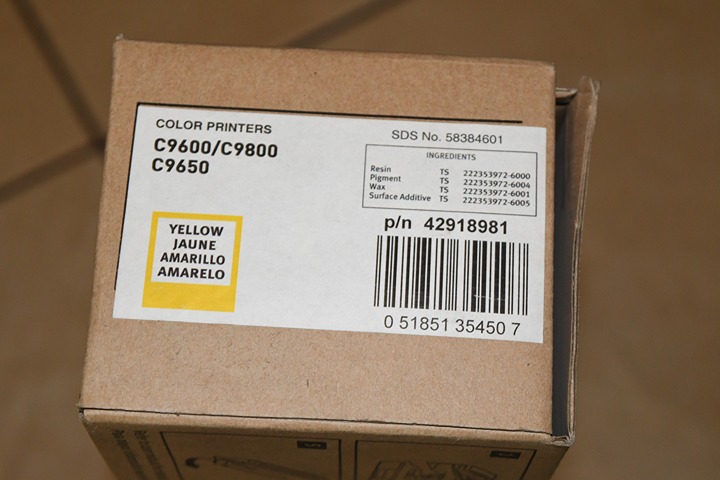 COLOR PRINTERS
C9600/C9800
C9650
YELLOW
JAUNE
AMARILLO
AMARELO
SDS No. 58384601
INGREDIENTS
Resin TS 222353972-6000
Pigment TS 222353972-6004
Wax TS 222353972-6001
Surface Additive TS 222353972-6005
p/n 42918981
0 51851 35450 7